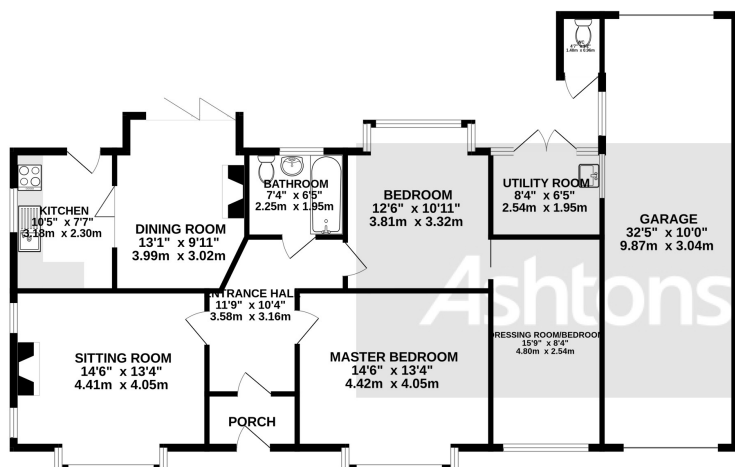 WC
KITCHEN
10'5" x 7'7"
3.18m x 2.30m
DINING ROOM
13'1" x 9'11"
3.99m x 3.02m
BATHROOM
7'4" x 6'5"
2.25m x 1.95m
BEDROOM
12'6" x 10'11"
3.81m x 3.32m
UTILITY ROOM
8'4" x 6'5"
2.54m x 1.95m
GARAGE
32'5" x 10'0"
9.87m x 3.04m
ENTRANCE HALL
11'9" x 10'4"
3.58m x 3.16m
Ashtons
SITTING ROOM
14'6" x 13'4"
4.41m x 4.05m
MASTER BEDROOM
14'6" x 13'4"
4.42m x 4.05m
DRESSING ROOM/BEDROOM
15'9" x 8'4"
4.80m x 2.54m
PORCH